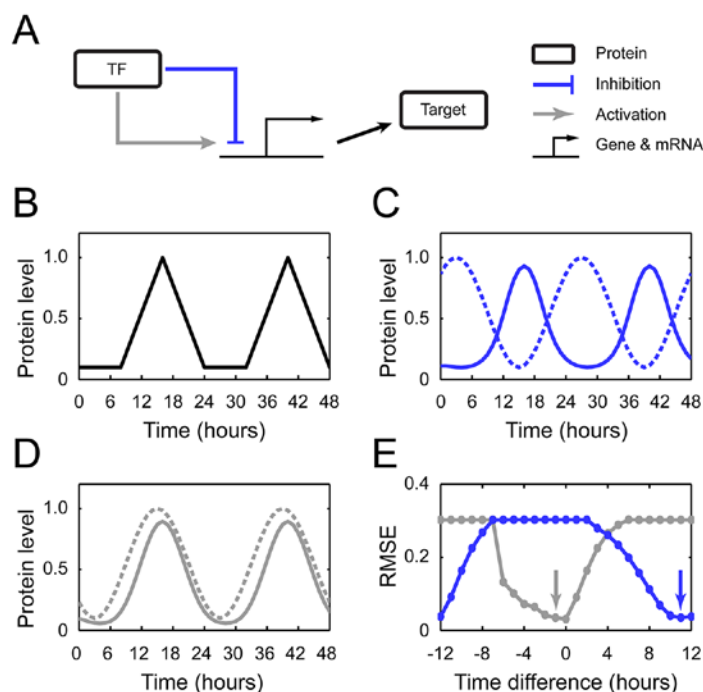 A
TF
Target
Protein
Inhibition
Activation
Gene & mRNA
B
Protein level
1.0
0.5
0
0 6 12 18 24 30 36 42 48
Time (hours)
C
Protein level
1.0
0.5
0
0 6 12 18 24 30 36 42 48
Time (hours)
D
Protein level
1.0
0.5
0
0 6 12 18 24 30 36 42 48
Time (hours)
E
RMSE
0.4
0.2
0
-12 -8 -4 0 4 8 12
Time difference (hours)